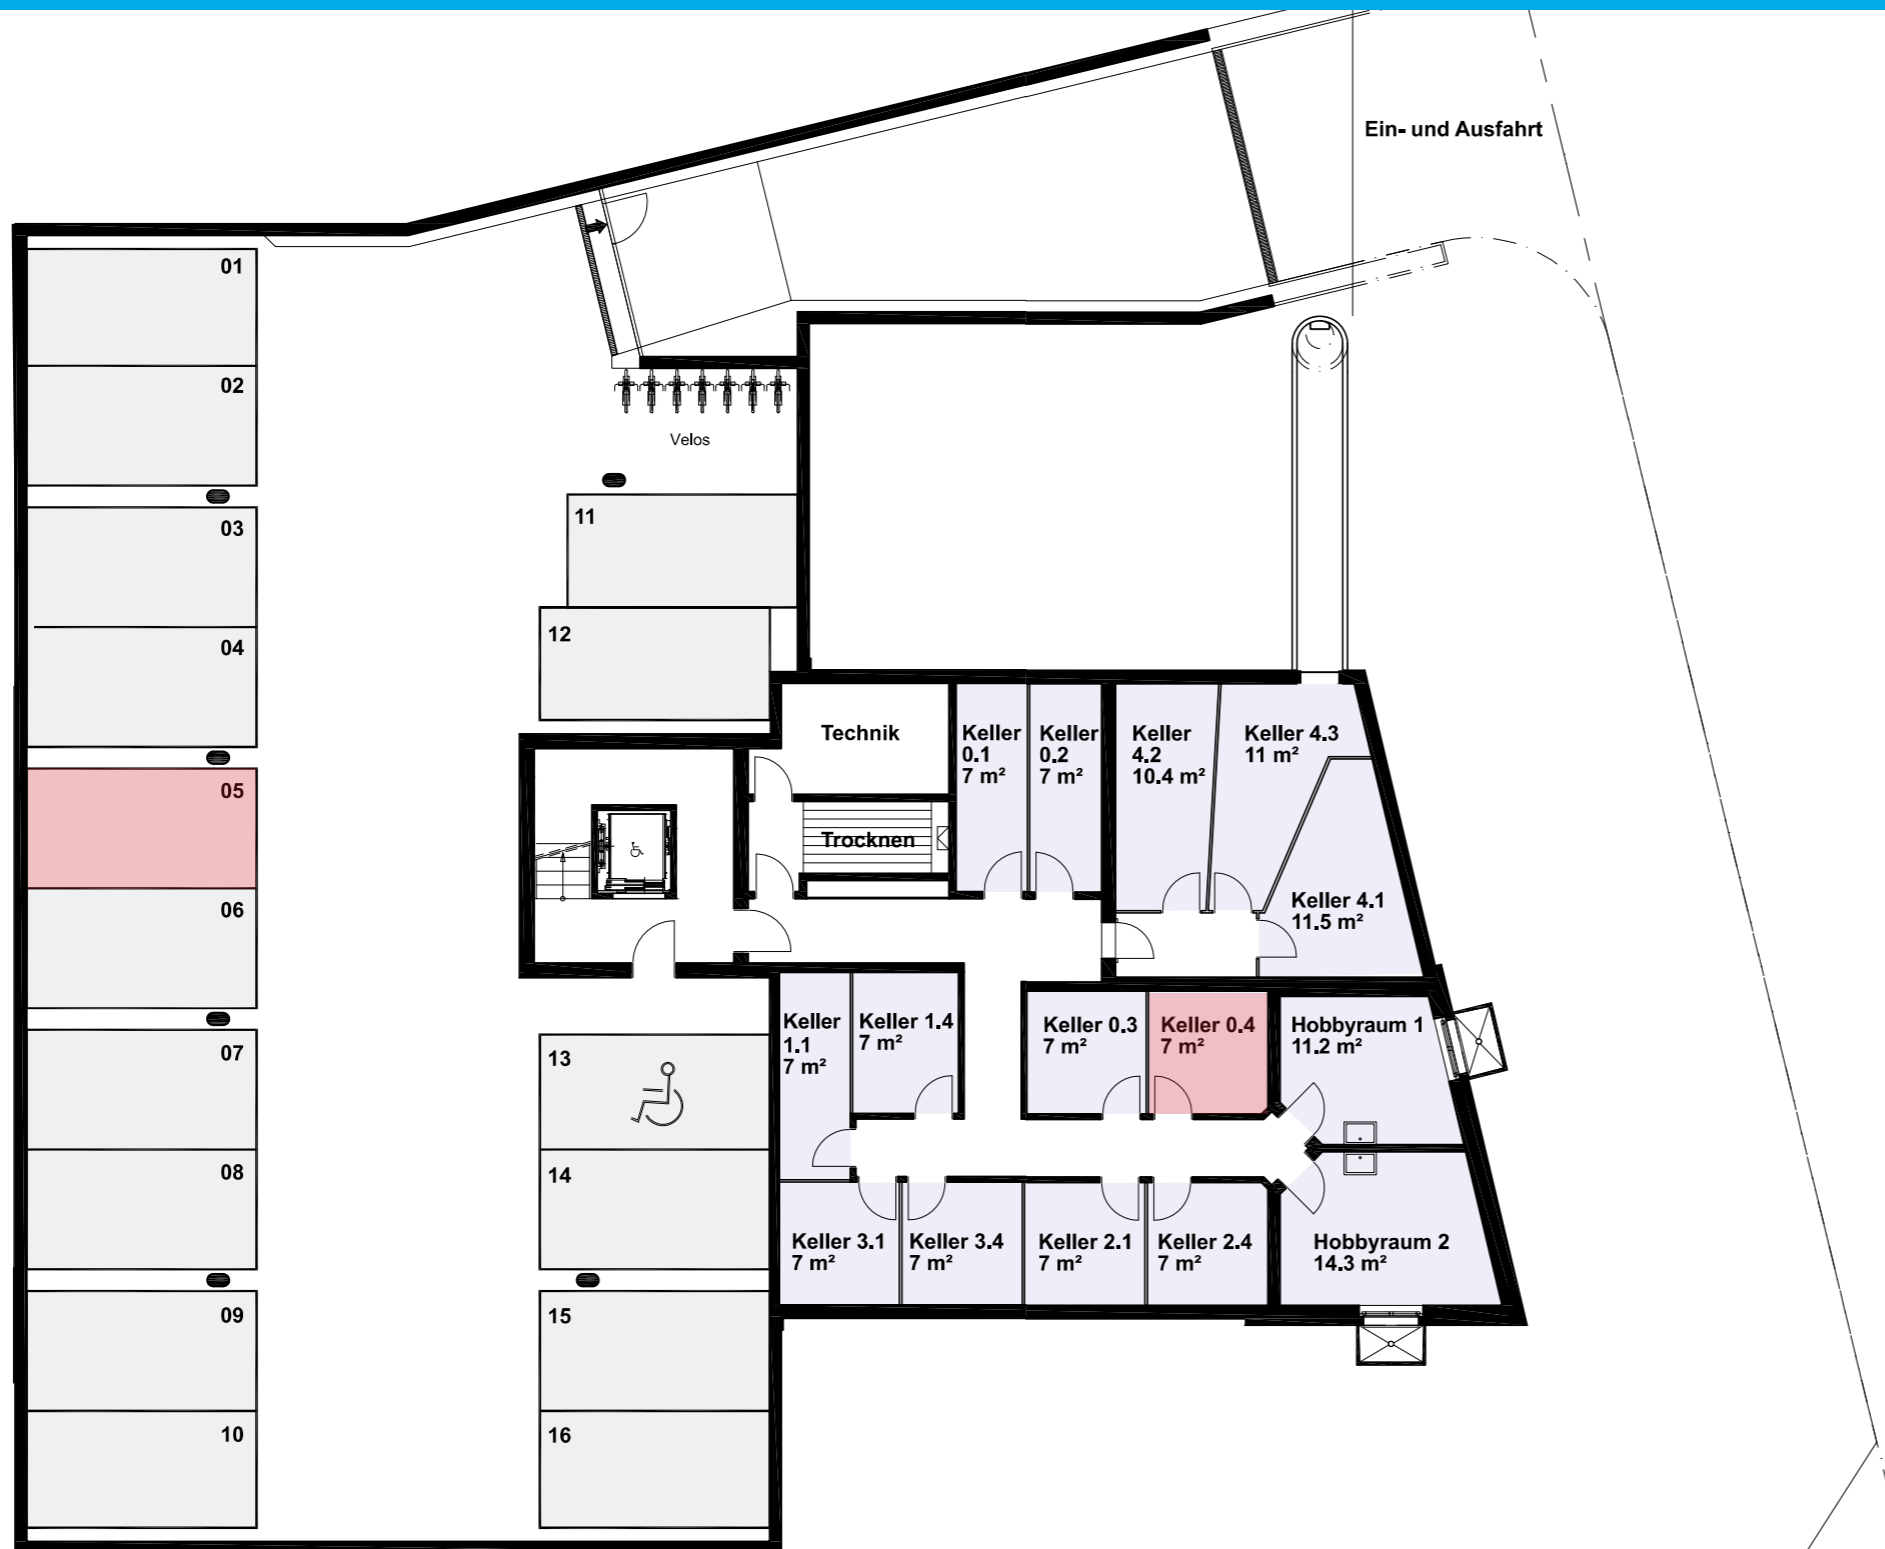 Ein- und Ausfahrt
01
02
Velos
03
11
04
12
05
Technik
Keller
0.1
7 m²
Keller
0.2
7 m²
Keller
4.2
10.4 m²
Keller 4.3
11 m²
Trocknen
06
Keller 4.1
11.5 m²
07
13
Keller
1.1
7 m²
Keller 1.4
7 m²
Keller 0.3
7 m²
Keller 0.4
7 m²
Hobbyraum 1
11.2 m²
08
14
Keller 3.1
7 m²
Keller 3.4
7 m²
Keller 2.1
7 m²
Keller 2.4
7 m²
Hobbyraum 2
14.3 m²
09
15
10
16